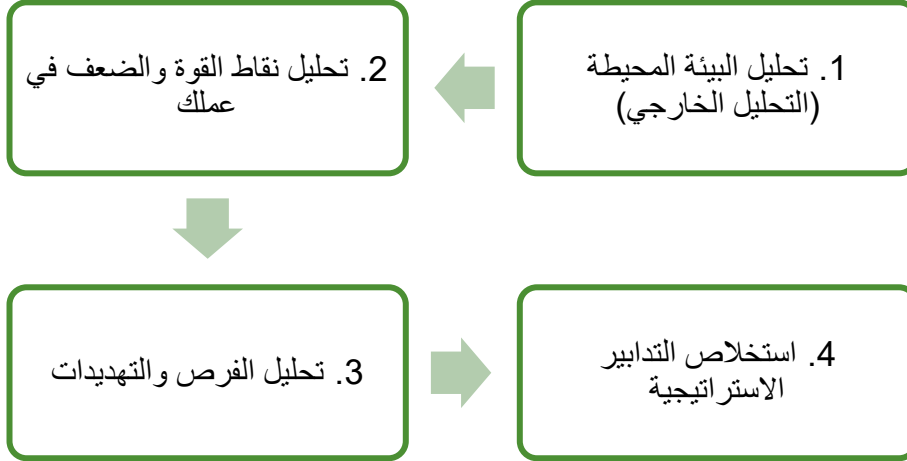 1. تحليل البيئة المحيطة
(التحليل الخارجي)
2. تحليل نقاط القوة والضعف في
عملك
3. تحليل الفرص والتهديدات
4. استخلاص التدابير
الاستراتيجية